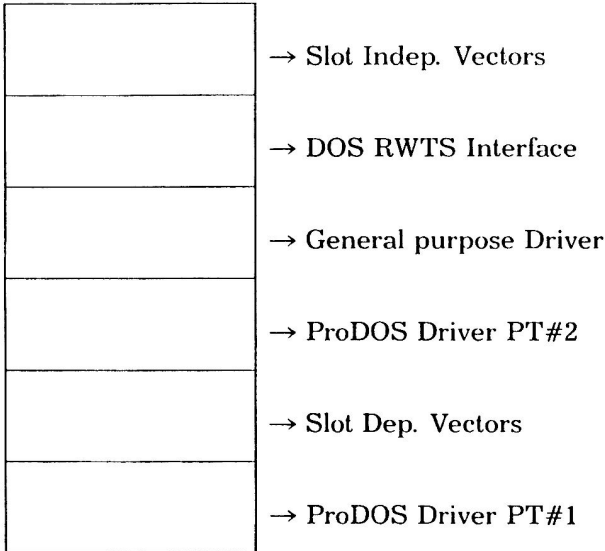 → Slot Indep. Vectors
→ DOS RWTS Interface
→ General purpose Driver
→ ProDOS Driver PT#2
→ Slot Dep. Vectors
→ ProDOS Driver PT#1